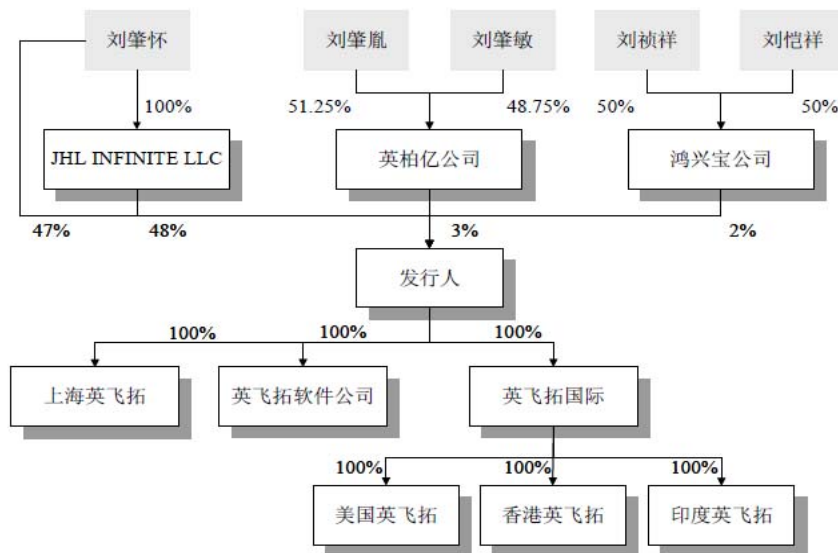 刘肇怀
刘肇胤
刘肇敏
刘祯祥
刘恺祥
100%
51.25%
48.75%
50%
50%
JHL INFINITE LLC
英柏亿公司
鸿兴宝公司
47%
48%
3%
2%
发行人
100%
100%
100%
上海英飞拓
英飞拓软件公司
英飞拓国际
100%
100%
100%
美国英飞拓
香港英飞拓
印度英飞拓